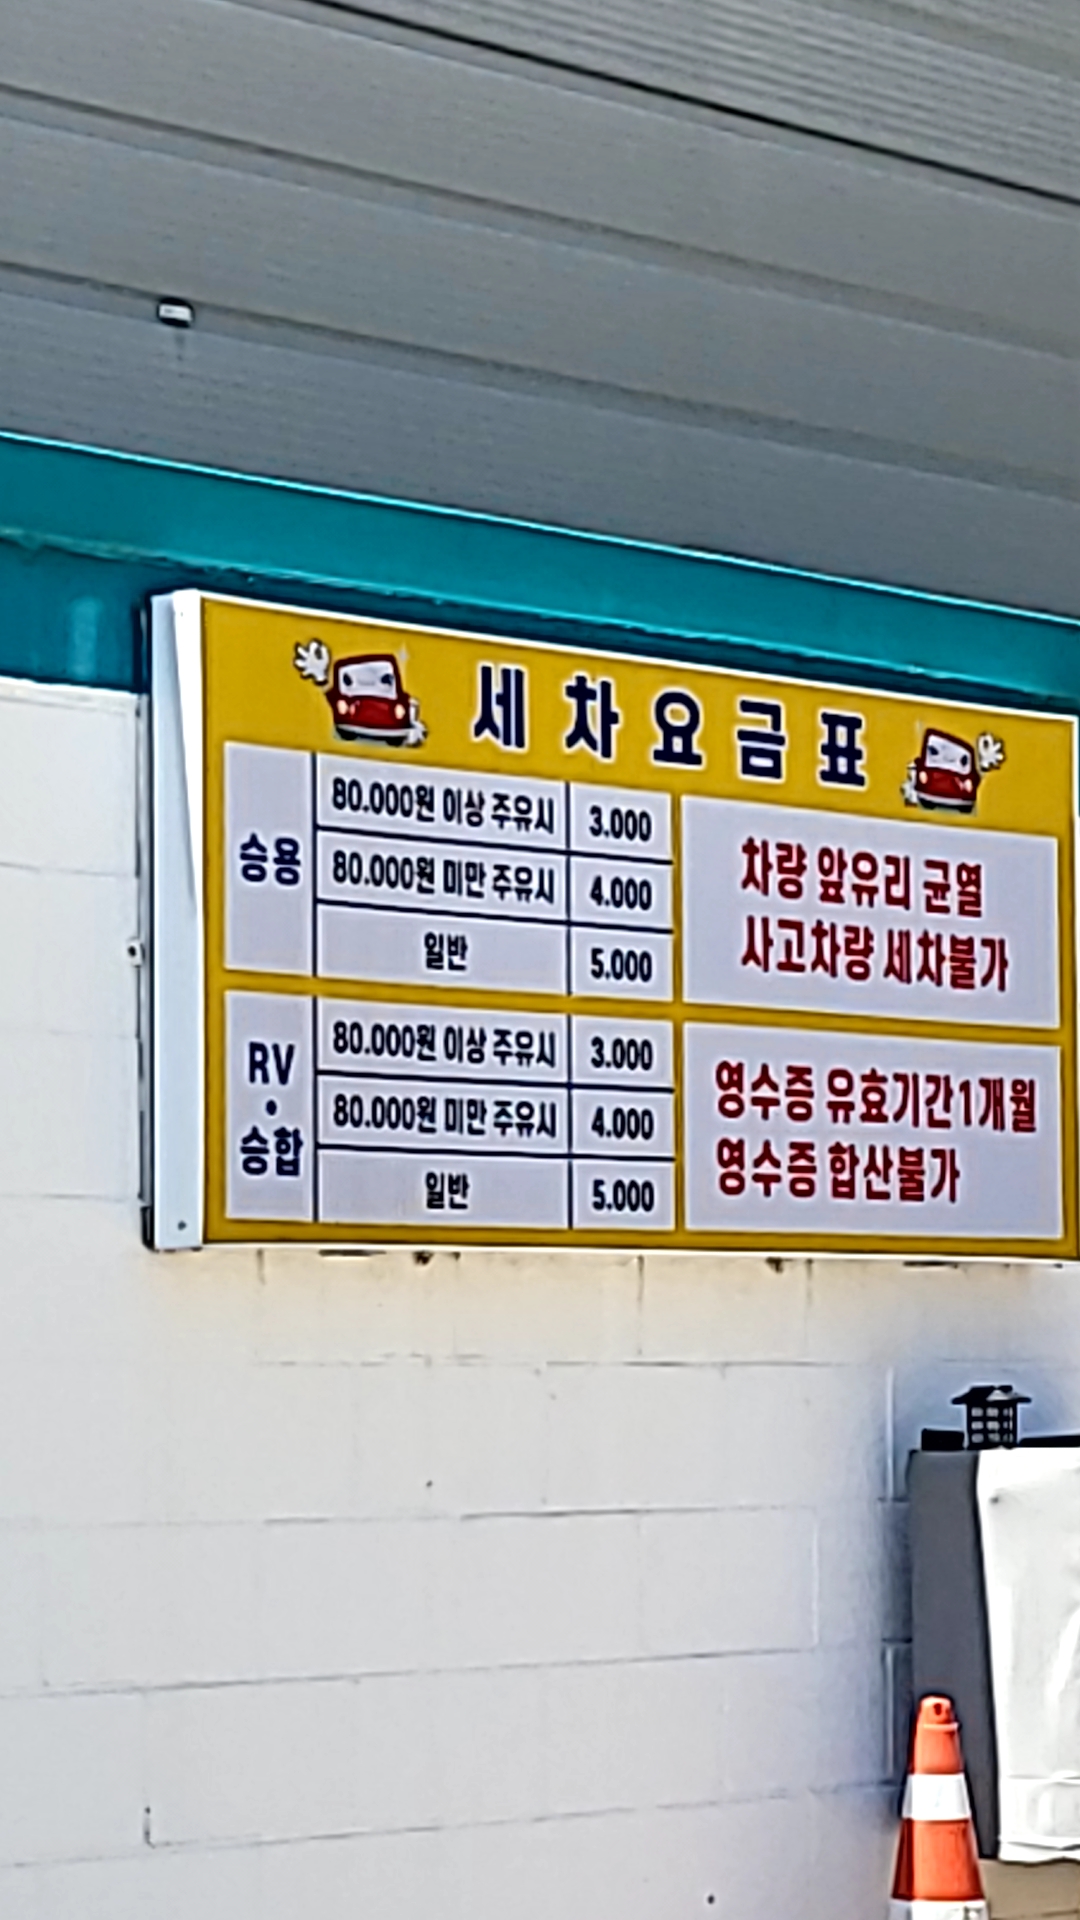 세차요금표
승용
80.000원 이상 주유시 3.000
80.000원 미만 주유시 4.000
일반 5.000
차량 앞유리 균열
사고차량 세차불가
RV
•
승합
80.000원 이상 주유시 3.000
80.000원 미만 주유시 4.000
일반 5.000
영수증 유효기간1개월
영수증 합산불가